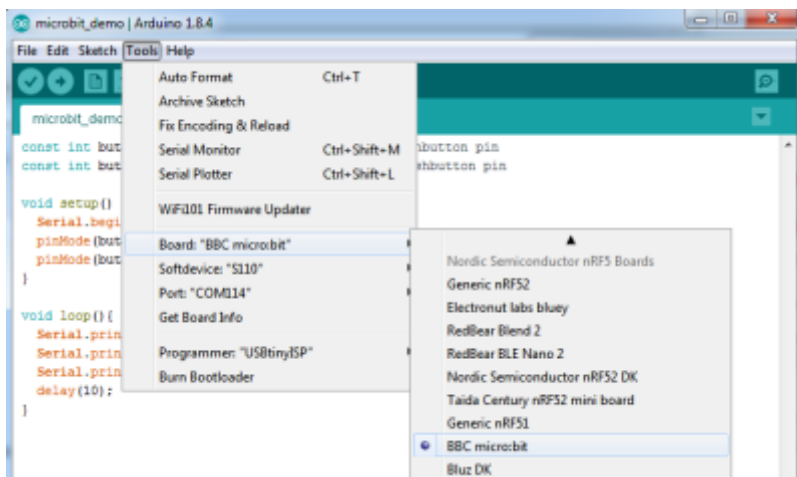 microbit_demo | Arduino 1.8.4
File Edit Sketch Tools Help
microbit_demo
Auto Format Ctrl+T
Archive Sketch
Fix Encoding & Reload
Serial Monitor Ctrl+Shift+M
Serial Plotter Ctrl+Shift+L
WiFi101 Firmware Updater
Board: "BBC micro:bit"
Softdevice: "S110"
Port: "COM114"
Get Board Info
Programmer: "USBtinyISP"
Burn Bootloader
const int but
hbutton pin
const int but
shbutton pin
void setup()
Serial.begi
pinMode(but
pinMode(but
}
void loop(){
Serial.prin
Serial.prin
Serial.prin
delay(10);
}
Nordic Semiconductor nRF5 Boards
Generic nRF52
Electronut labs bluey
RedBear Blend 2
RedBear BLE Nano 2
Nordic Semiconductor nRF52 DK
Taida Century nRF52 mini board
Generic nRF51
BBC micro:bit
Bluz DK